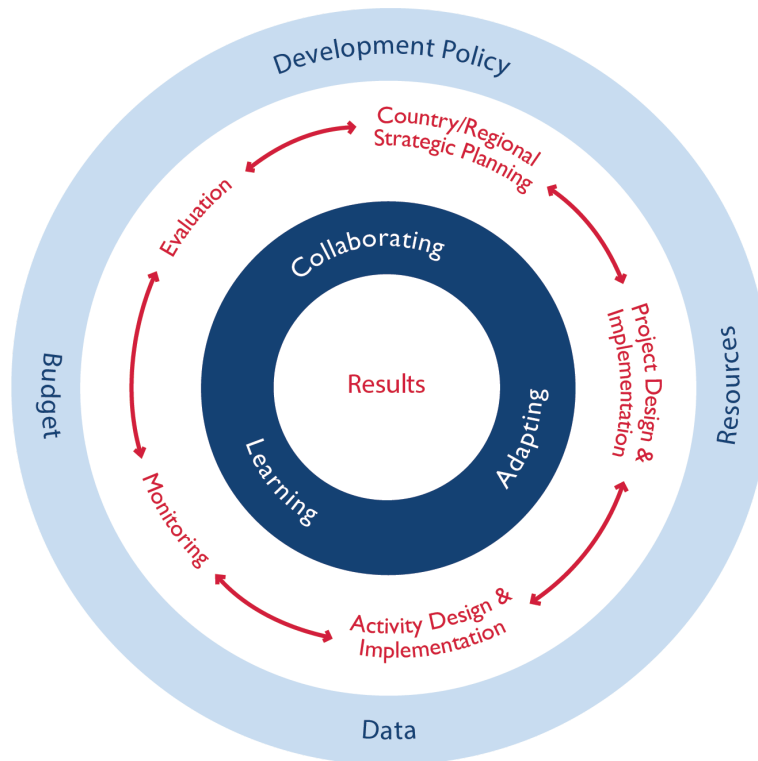 Development Policy
Country/Regional
Strategic Planning
Evaluation
Collaborating
Project Design &
Implementation
Budget
Results
Resources
Adapting
Learning
Monitoring
Activity Design &
Implementation
Data